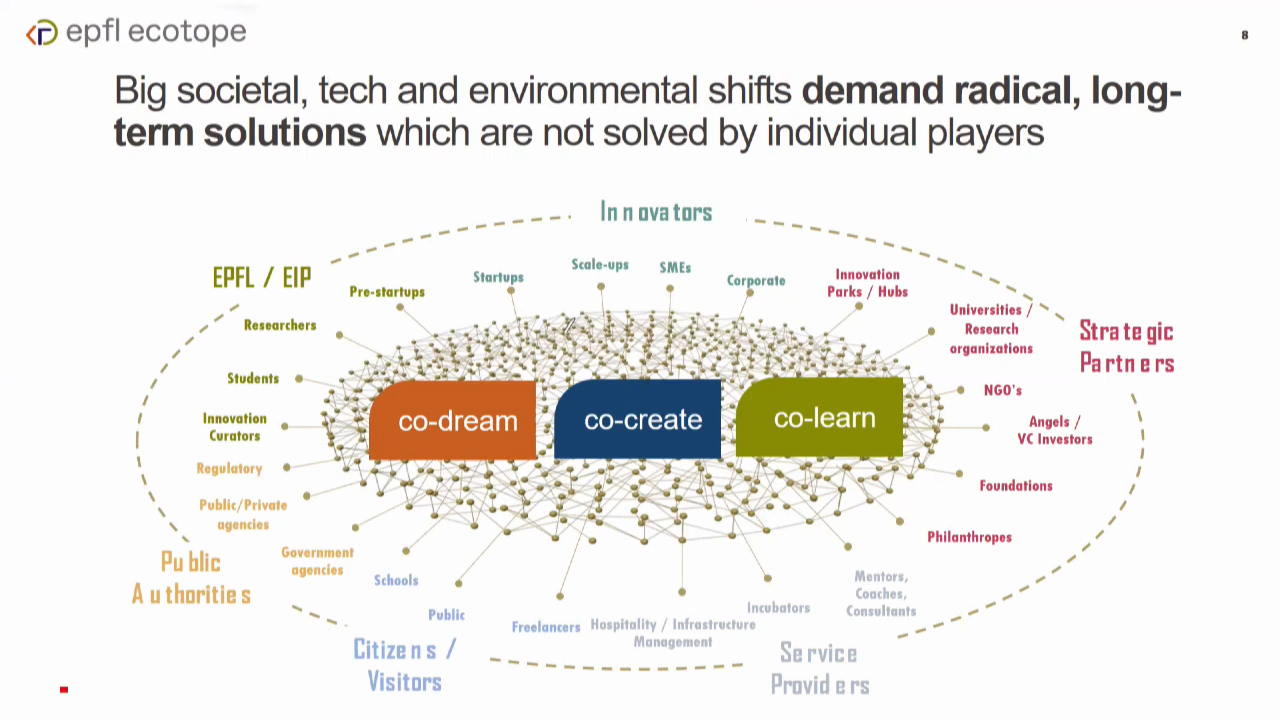 epfl ecotope
8
Big societal, tech and environmental shifts demand radical, long-
term solutions which are not solved by individual players
Innovators
EPFL / EIP
Pre-startups
Startups
Scale-ups
SMEs
Corporate
Innovation
Parks / Hubs
Researchers
Universities /
Research
organizations
Strategic
Partners
Students
NGO's
Innovation
Curators
co-dream
co-create
co-learn
Angels /
VC Investors
Regulatory
Foundations
Public/Private
agencies
Philanthropes
Public
Authorities
Government
agencies
Schools
Public
Freelancers
Hospitality / Infrastructure
Management
Incubators
Mentors,
Coaches,
Consultants
Citizens /
Visitors
Service
Providers